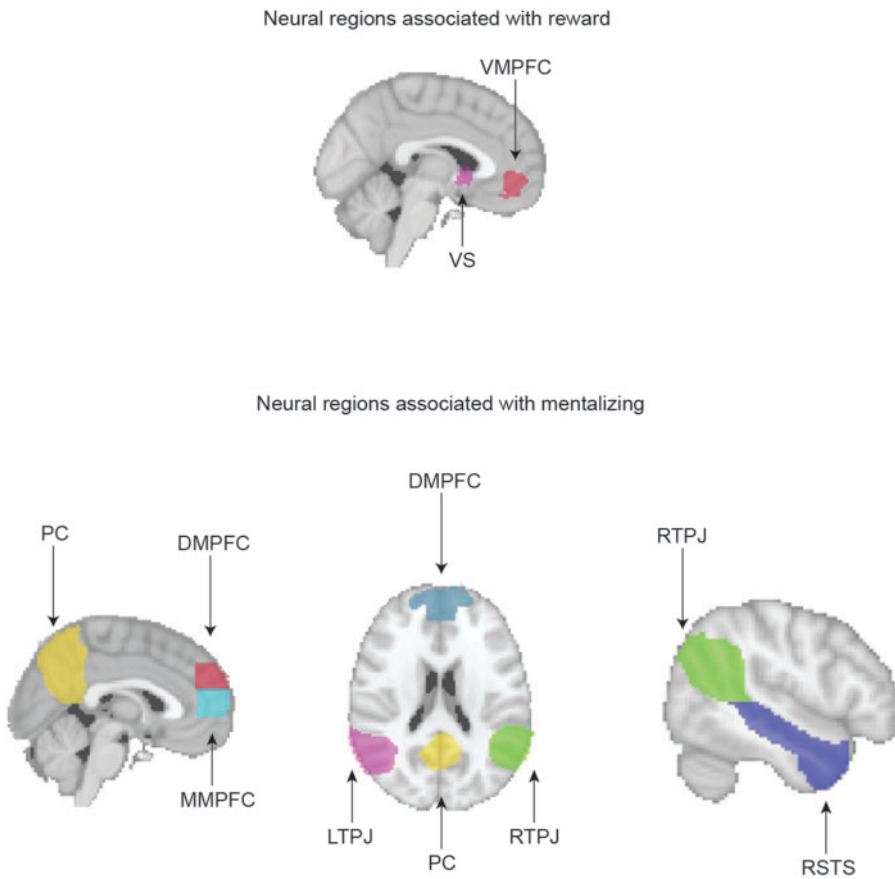 Neural regions associated with reward
VMPFC
VS
Neural regions associated with mentalizing
DMPFC
PC
DMPFC
RTPJ
MMPFC
LTPJ
PC
RTPJ
RSTS